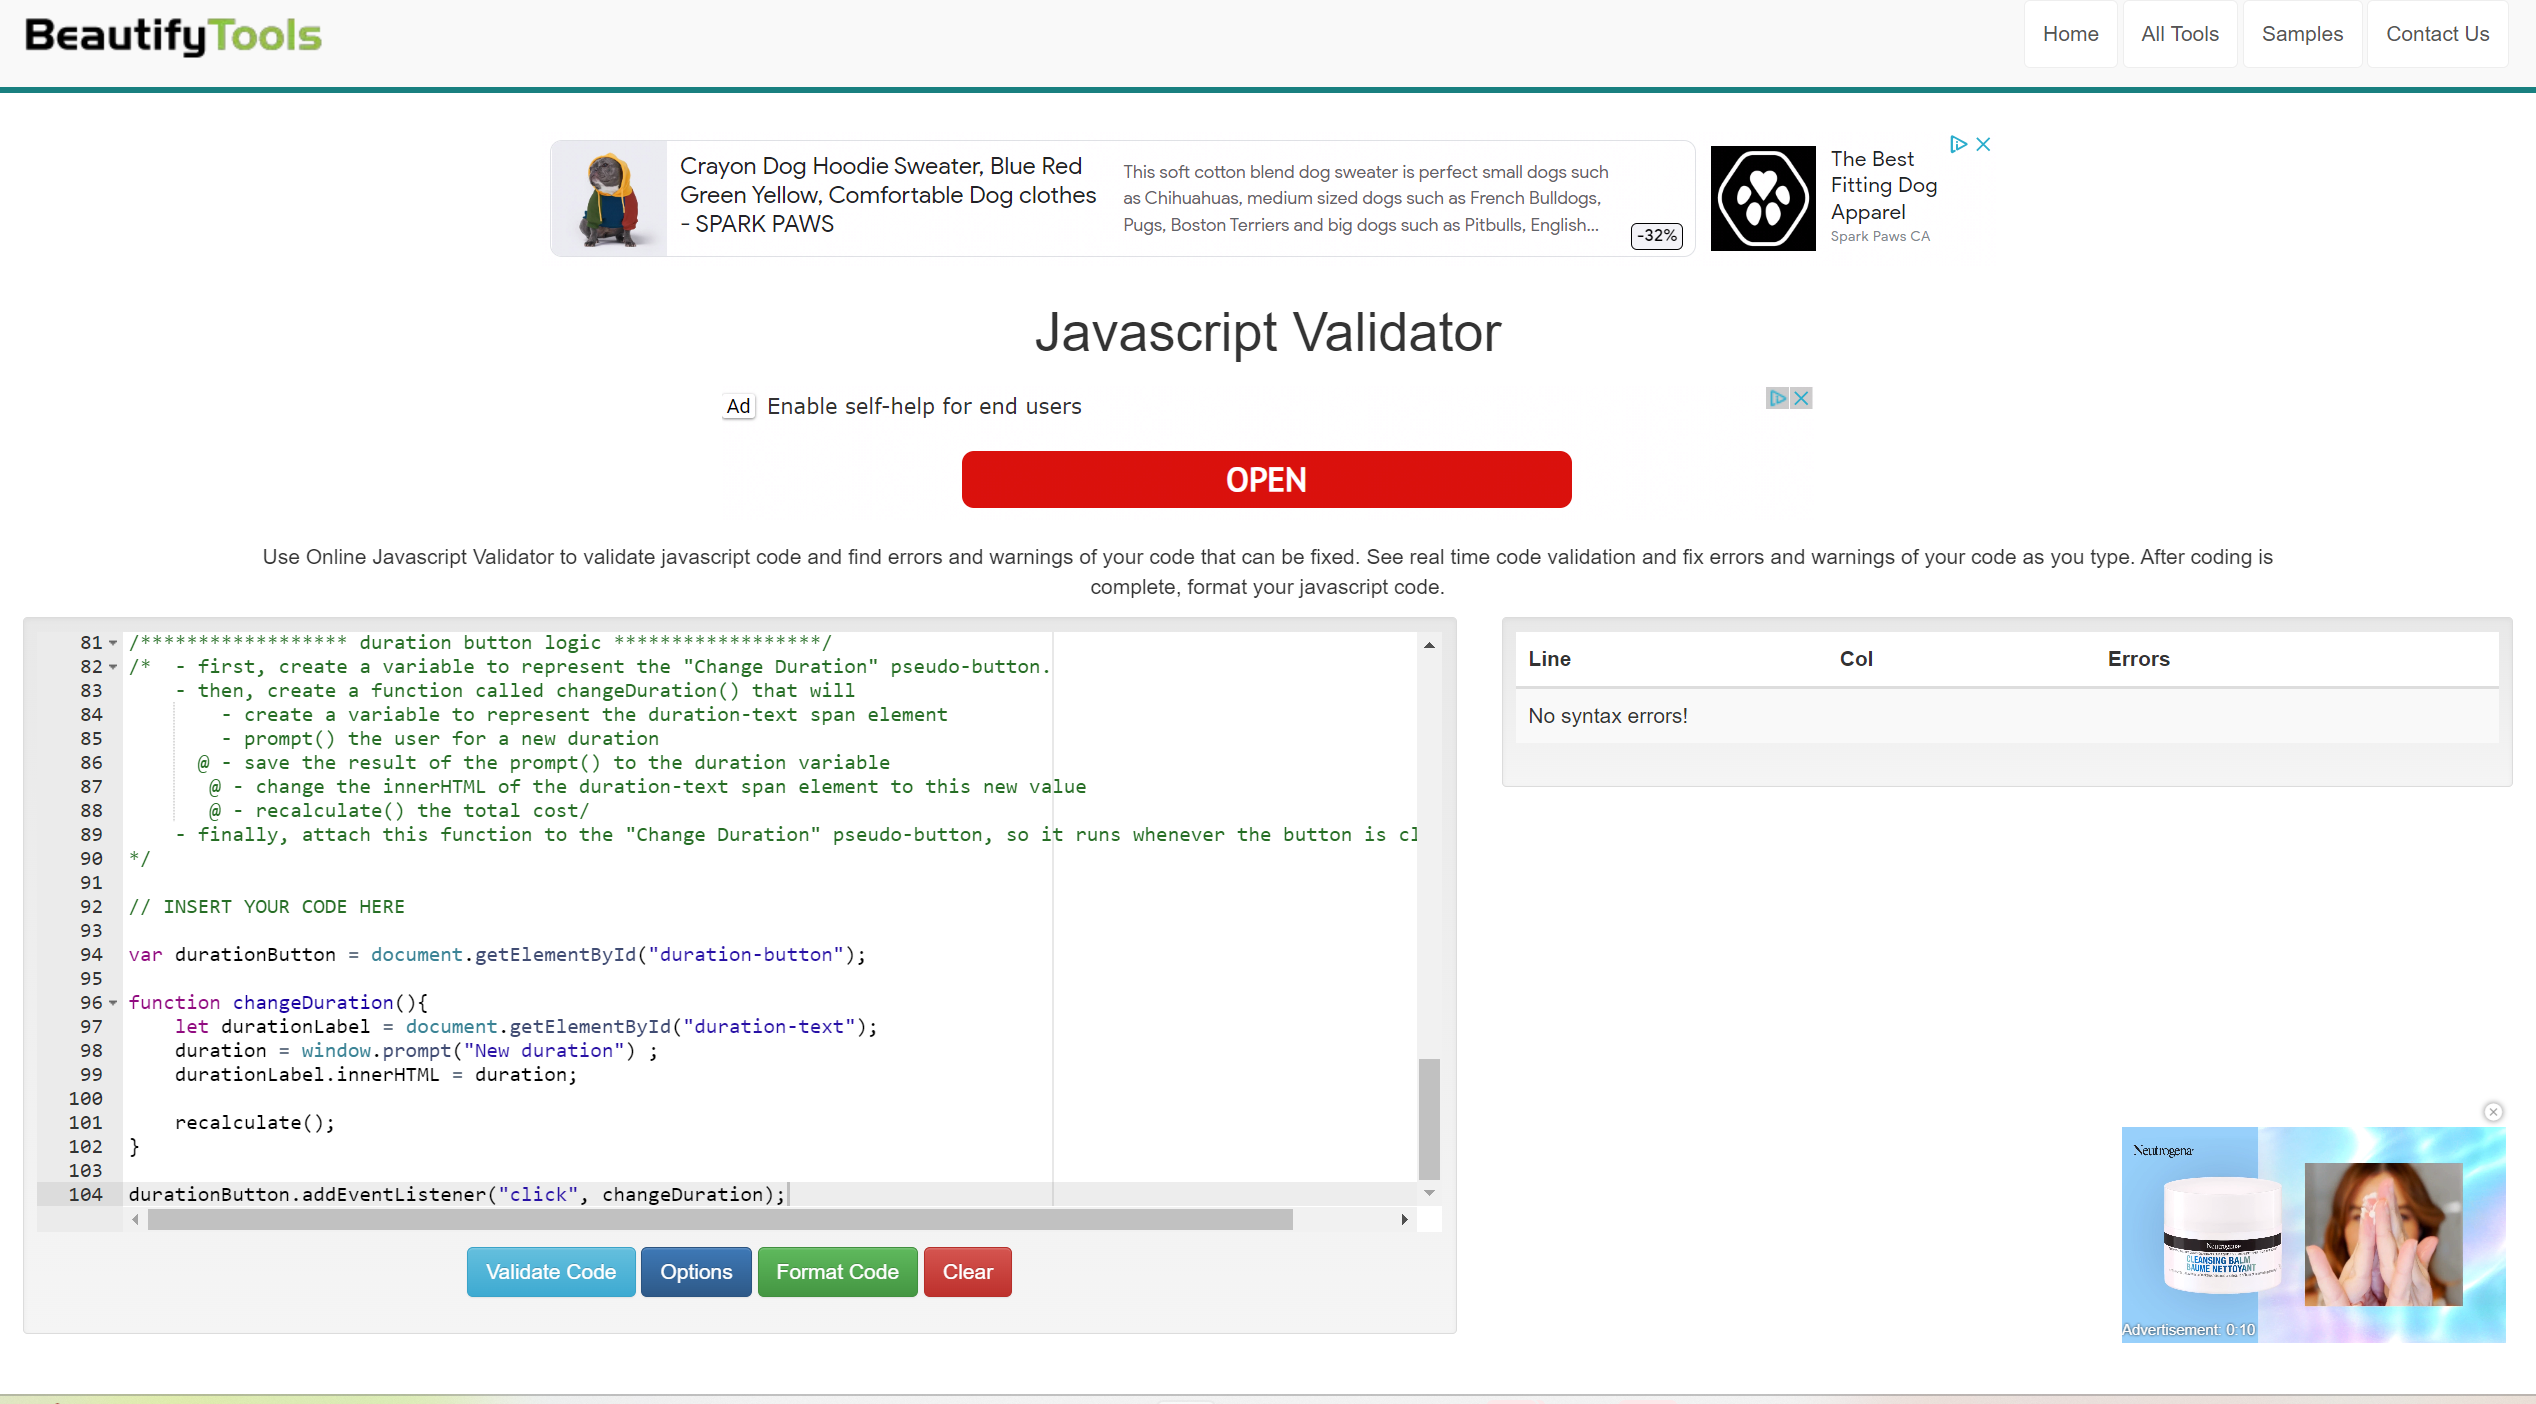 BeautifyTools
Home
All Tools
Samples
Contact Us
Crayon Dog Hoodie Sweater, Blue Red
Green Yellow, Comfortable Dog clothes
- SPARK PAWS
This soft cotton blend dog sweater is perfect small dogs such
as Chihuahuas, medium sized dogs such as French Bulldogs,
Pugs, Boston Terriers and big dogs such as Pitbulls, English...
-32%
The Best
Fitting Dog
Apparel
Spark Paws CA
Javascript Validator
Ad Enable self-help for end users
OPEN
Use Online Javascript Validator to validate javascript code and find errors and warnings of your code that can be fixed. See real time code validation and fix errors and warnings of your code as you type. After coding is
complete, format your javascript code.
81 /****************** duration button logic ******************/
82 /*  - first, create a variable to represent the "Change Duration" pseudo-button.
83     - then, create a function called changeDuration() that will
84         - create a variable to represent the duration-text span element
85         - prompt() the user for a new duration
86       @ - save the result of the prompt() to the duration variable
87        @ - change the innerHTML of the duration-text span element to this new value
88        @ - recalculate() the total cost/
89     - finally, attach this function to the "Change Duration" pseudo-button, so it runs whenever the button is cl
90 */
91
92 // INSERT YOUR CODE HERE
93
94 var durationButton = document.getElementById("duration-button");
95
96 function changeDuration(){
97     let durationLabel = document.getElementById("duration-text");
98     duration = window.prompt("New duration") ;
99     durationLabel.innerHTML = duration;
100
101     recalculate();
102 }
103
104 durationButton.addEventListener("click", changeDuration);
Validate Code
Options
Format Code
Clear
Line Col Errors
No syntax errors!
Neutrogena
Neutrogena
CLEANSING BALM
BAUME NETTOYANT
Advertisement: 0:10